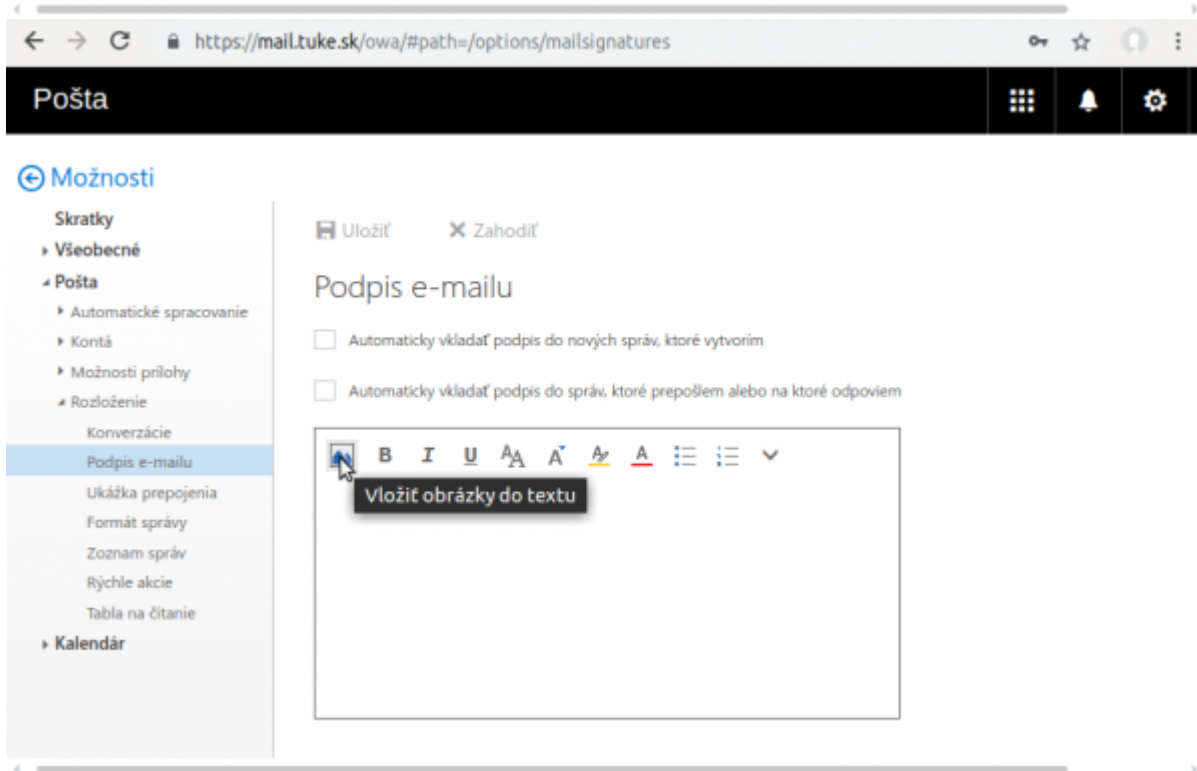 https://mail.tuke.sk/owa/#path=/options/mailsignatures
Pošta
Možnosti
Skratky
Všeobecné
Pošta
Automatické spracovanie
Kontá
Možnosti prílohy
Rozloženie
Konverzácie
Podpis e-mailu
Ukážka prepojenia
Formát správy
Zoznam správ
Rýchle akcie
Tabla na čítanie
Kalendár
Uložiť Zahodiť
Podpis e-mailu
Automaticky vkladať podpis do nových správ, ktoré vytvorím
Automaticky vkladať podpis do správ, ktoré prepošlem alebo na ktoré odpoviem
B I U AA A A A
Vložiť obrázky do textu